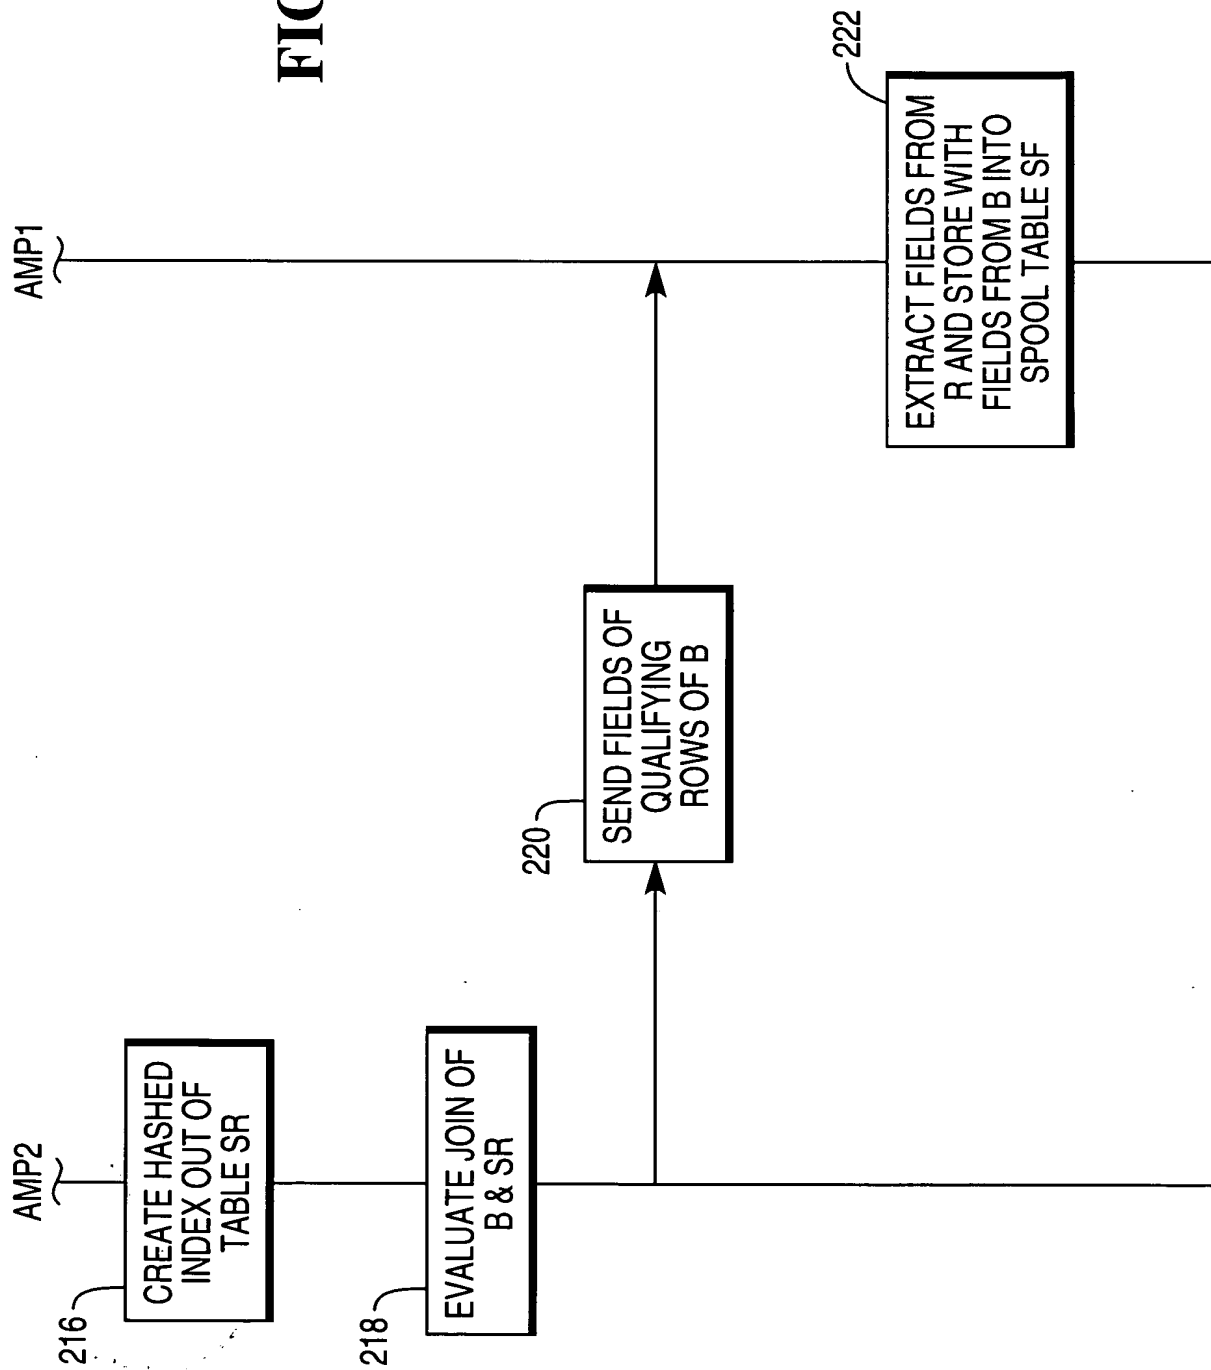 AMP2
AMP1
216
CREATE HASHED
INDEX OUT OF
TABLE SR
218
EVALUATE JOIN OF
B & SR
220
SEND FIELDS OF
QUALIFYING
ROWS OF B
222
EXTRACT FIELDS FROM
R AND STORE WITH
FIELDS FROM B INTO
SPOOL TABLE SF